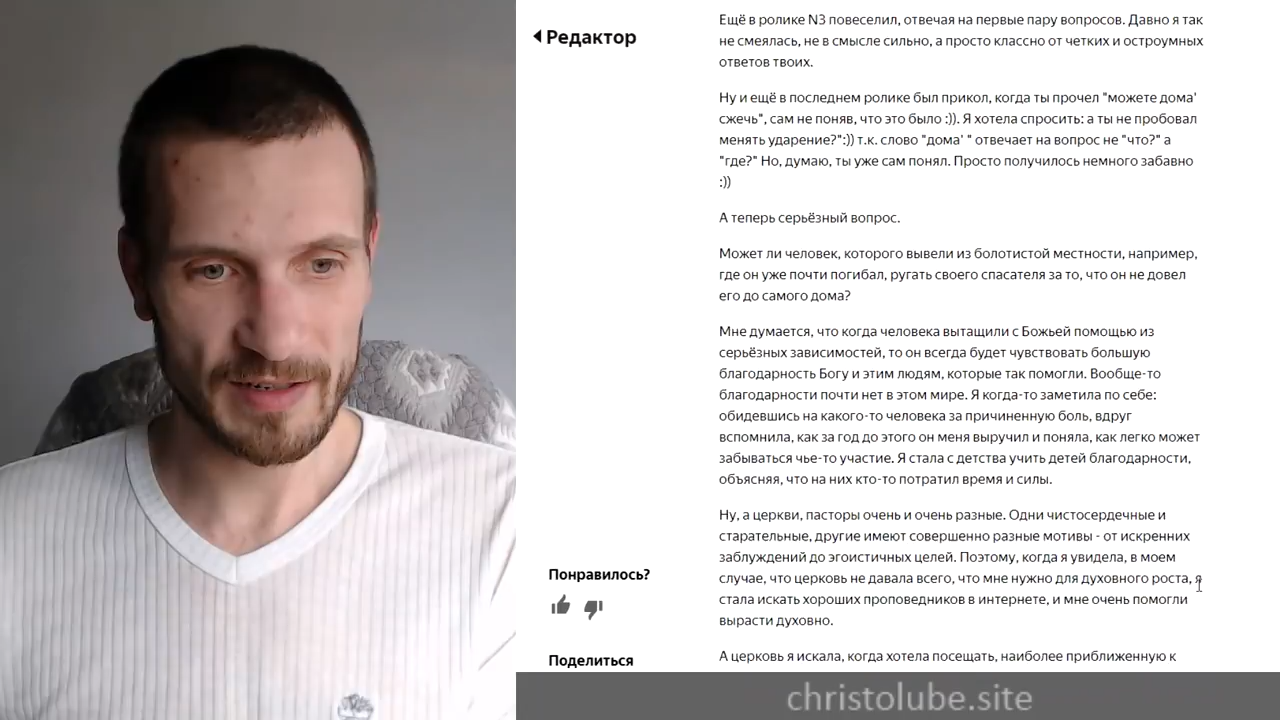 Редактор
Ещё в ролике N3 повеселил, отвечая на первые пару вопросов. Давно я так
не смеялась, не в смысле сильно, а просто классно от четких и остроумных
ответов твоих.
Ну и ещё в последнем ролике был прикол, когда ты прочел "можете дома'
сжечь", сам не поняв, что это было :)). Я хотела спросить: а ты не пробовал
менять ударение?":)) т.к. слово "дома' " отвечает на вопрос не "что?" а
"где?" Но, думаю, ты уже сам понял. Просто получилось немного забавно
:))
А теперь серьёзный вопрос.
Может ли человек, которого вывели из болотистой местности, например,
где он уже почти погибал, ругать своего спасателя за то, что он не довел
его до самого дома?
Мне думается, что когда человека вытащили с Божьей помощью из
серьёзных зависимостей, то он всегда будет чувствовать большую
благодарность Богу и этим людям, которые так помогли. Вообще-то
благодарности почти нет в этом мире. Я когда-то заметила по себе:
обидевшись на какого-то человека за причиненную боль, вдруг
вспомнила, как за год до этого он меня выручил и поняла, как легко может
забываться чье-то участие. Я стала с детства учить детей благодарности,
объясняя, что на них кто-то потратил время и силы.
Ну, а церкви, пасторы очень и очень разные. Одни чистосердечные и
старательные, другие имеют совершенно разные мотивы - от искренних
заблуждений до эгоистичных целей. Поэтому, когда я увидела, в моем
случае, что церковь не давала всего, что мне нужно для духовного роста, я
стала искать хороших проповедников в интернете, и мне очень помогли
вырасти духовно.
А церковь я искала, когда хотела посещать, наиболее приближенную к
Понравилось?
Поделиться
christolube.site